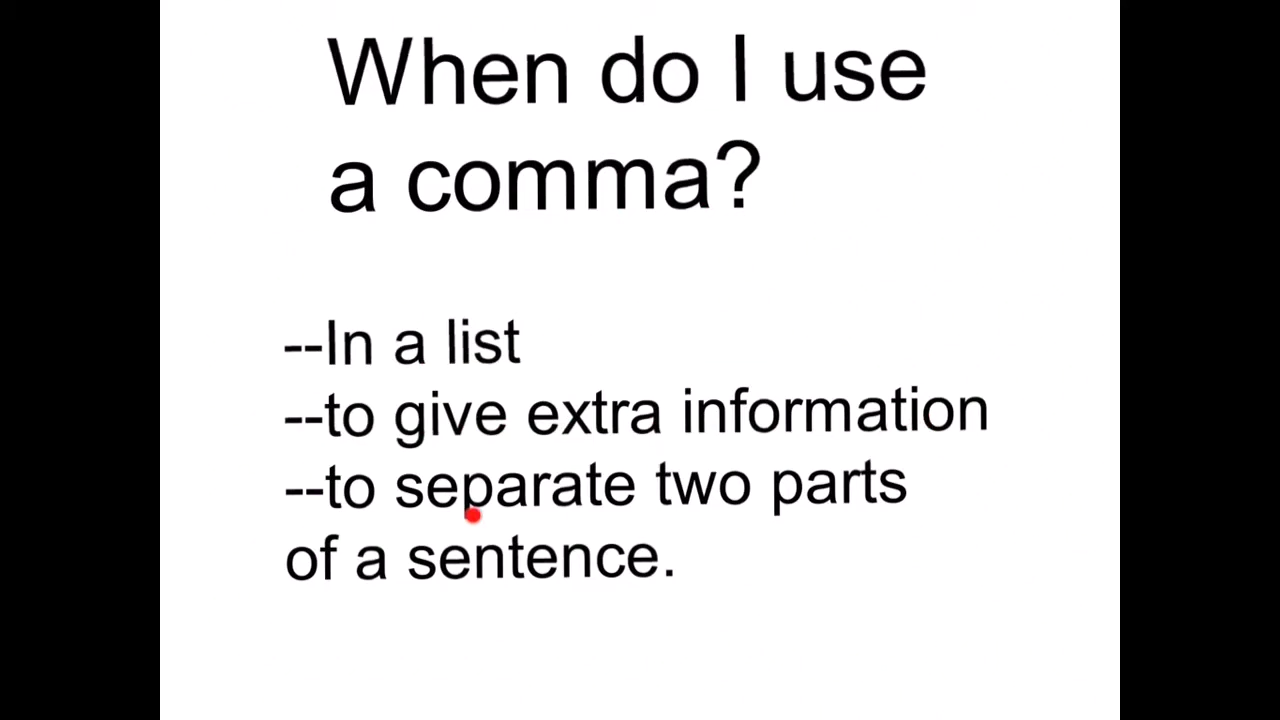 When do I use
a comma?
--In a list
--to give extra information
--to separate two parts
of a sentence.